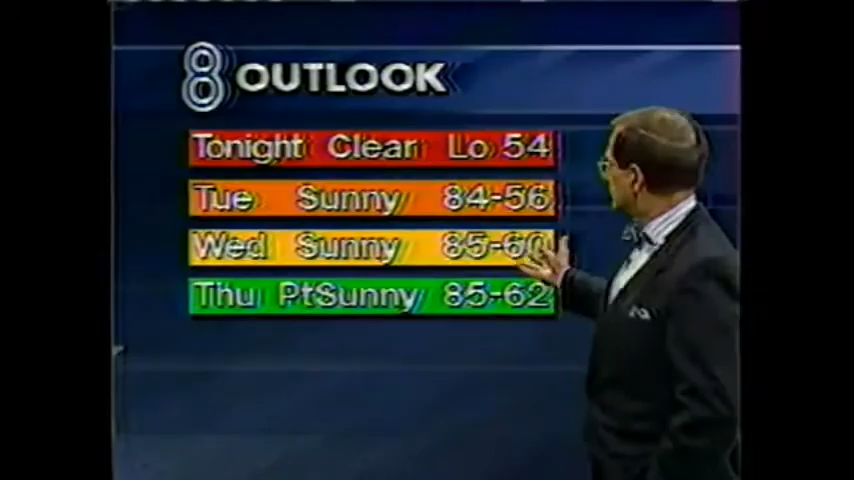 8 OUTLOOK
Tonight Clear Lo 54
Tue Sunny 84-56
Wed Sunny 85-60
Thu PtSunny 85-62